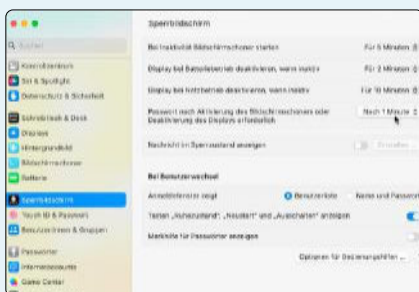 Sperrbildschirm
Suchen
Bei Inaktivität Bildschirmschoner starten
Für 5 Minuten
Kontrollzentrum
Siri & Spotlight
Display bei Batteriebetrieb deaktivieren, wenn inaktiv
Für 2 Minuten
Datenschutz & Sicherheit
Display bei Netzbetrieb deaktivieren, wenn inaktiv
Für 10 Minuten
Schreibtisch & Dock
Passwort nach Aktivierung des Bildschirmschoners oder
Deaktivierung des Displays erforderlich
Nach 1 Minute
Displays
Hintergrundbild
Nachricht im Sperrzustand anzeigen
Bildschirmschoner
Batterie
Bei Benutzerwechsel
Sperrbildschirm
Anmeldefenster zeigt
Benutzerliste
Name und Passwort
Touch ID & Passwort
Tasten „Ruhezustand“, „Neustart“ und „Ausschalten“ anzeigen
Benutzer:innen & Gruppen
Merkhilfe für Passwörter anzeigen
Passwörter
Optionen für Bedienungshilfen ...
Internetaccounts
Game Center